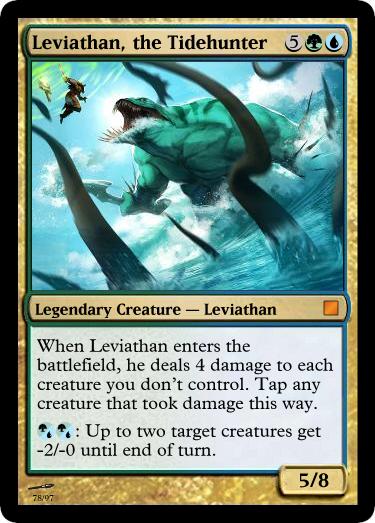 Leviathan, the Tidehunter 5
Legendary Creature — Leviathan
When Leviathan enters the
battlefield, he deals 4 damage to each
creature you don't control. Tap any
creature that took damage this way.
: Up to two target creatures get
-2/-0 until end of turn.
5/8
78/97